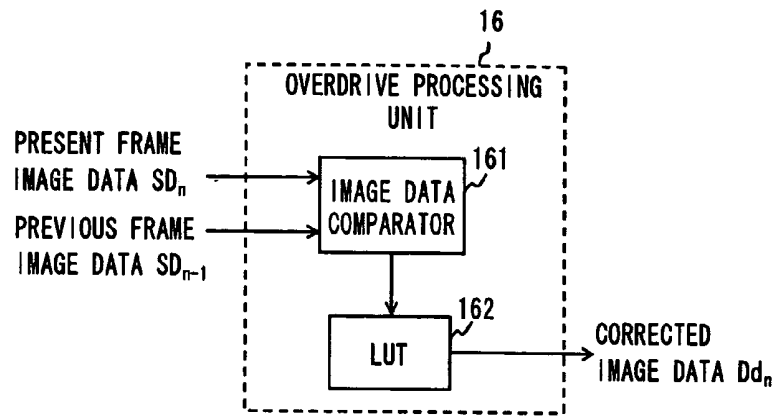 16
OVERDRIVE PROCESSING
UNIT
PRESENT FRAME
IMAGE DATA SDn
161
IMAGE DATA
COMPARATOR
PREVIOUS FRAME
IMAGE DATA SDn-1
162
LUT
CORRECTED
IMAGE DATA Ddn